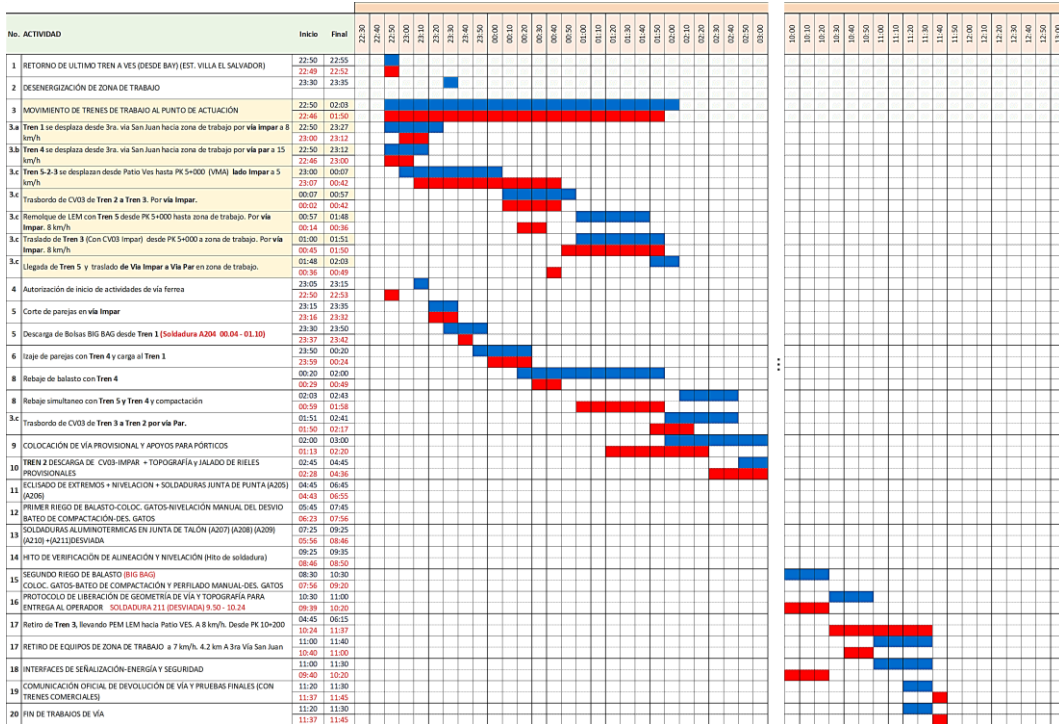 22:30 22:40 22:50 23:00 23:10 23:20 23:30 23:40 23:50 00:00 00:10 00:20 00:30 00:40 00:50 01:00 01:10 01:20 01:30 01:40 01:50 02:00 02:10 02:20 02:30 02:40 02:50 03:00 10:00 10:10 10:20 10:30 10:40 10:50 11:00 11:10 11:20 11:30 11:40 11:50 12:00 12:10 12:20 12:30 12:40 12:50
No. ACTIVIDAD Inicio Final
1 RETORNO DE ULTIMO TREN A VES (DESDE BAY) (EST. VILLA EL SALVADOR) 22:50 22:55
22:49 22:52
2 DESENERGIZACIÓN DE ZONA DE TRABAJO 23:30 23:35
3 MOVIMIENTO DE TRENES DE TRABAJO AL PUNTO DE ACTUACIÓN 22:50 02:03
22:46 01:50
3.a Tren 1 se desplaza desde 3ra. via San Juan hacia zona de trabajo por vía impar a 8 22:50 23:27
km/h 23:00 23:12
3.b Tren 4 se desplaza desde 3ra. via San Juan hacia zona de trabajo por vía par a 15 22:50 23:12
km/h 22:46 23:00
3.c Tren 5-2-3 se desplazan desde Patio Ves hasta PK 5+000 (VMA) lado Impar a 5 23:00 00:07
km/h 23:07 00:42
3.c Trasbordo de CV03 de Tren 2 a Tren 3. Por vía Impar. 00:07 00:57
00:02 00:42
3.c Remolque de LEM con Tren 5 desde PK 5+000 hasta zona de trabajo. Por vía 00:57 01:48
Impar. 8 km/h 00:14 00:36
3.c Traslado de Tren 3 (Con CV03 Impar) desde PK 5+000 a zona de trabajo. Por vía 01:00 01:51
Impar. 8 km/h 00:45 01:50
3.c Llegada de Tren 5 y traslado de Via Impar a Via Par en zona de trabajo. 01:48 02:03
00:36 00:49
4 Autorización de inicio de actividades de vía ferrea 23:05 23:15
22:50 22:53
5 Corte de parejas en vía Impar 23:15 23:35
23:16 23:32
5 Descarga de Bolsas BIG BAG desde Tren 1 (Soldadura A204 00.04 - 01.10) 23:30 23:50
23:37 23:42
6 Izaje de parejas con Tren 4 y carga al Tren 1 23:50 00:20
23:59 00:24
8 Rebaje de balasto con Tren 4 00:20 02:00
00:29 00:49
8 Rebaje simultaneo con Tren 5 y Tren 4 y compactación 02:03 02:43
00:59 01:58
3.c Trasbordo de CV03 de Tren 3 a Tren 2 por vía Par. 01:51 02:41
01:50 02:17
9 COLOCACIÓN DE VÍA PROVISIONAL Y APOYOS PARA PÓRTICOS 02:00 03:00
01:13 02:20
10 TREN 2 DESCARGA DE CV03-IMPAR + TOPOGRAFÍA y JALADO DE RIELES 02:45 04:45
PROVISIONALES 02:28 04:36
11 ECLISADO DE EXTREMOS + NIVELACION + SOLDADURAS JUNTA DE PUNTA (A205) 04:45 06:45
(A206) 04:43 06:55
12 PRIMER RIEGO DE BALASTO-COLOC. GATOS-NIVELACIÓN MANUAL DEL DESVIO 05:45 07:45
BATEO DE COMPACTACIÓN-DES. GATOS 06:23 07:56
13 SOLDADURAS ALUMINOTERMICAS EN JUNTA DE TALÓN (A207) (A208) (A209) 07:25 09:25
(A210) +(A211)DESVIADA 05:56 08:46
14 HITO DE VERIFICACIÓN DE ALINEACIÓN Y NIVELACIÓN (Hito de soldadura) 09:25 09:35
08:46 08:50
15 SEGUNDO RIEGO DE BALASTO (BIG BAG) 08:30 10:30
COLOC. GATOS-BATEO DE COMPACTACIÓN Y PERFILADO MANUAL-DES. GATOS 07:56 09:20
16 PROTOCOLO DE LIBERACIÓN DE GEOMETRÍA DE VÍA Y TOPOGRAFÍA PARA 10:30 11:00
ENTREGA AL OPERADOR SOLDADURA 211 (DESVIADA) 9.50 - 10.24 09:39 10:20
17 Retiro de Tren 3, llevando PEM LEM hacia Patio VES. A 8 km/h. Desde PK 10+200 04:45 06:15
10:24 11:37
17 RETIRO DE EQUIPOS DE ZONA DE TRABAJO a 7 km/h. 4.2 km A 3ra Vía San Juan 11:00 11:40
10:40 11:00
18 INTERFACES DE SEÑALIZACIÓN-ENERGÍA Y SEGURIDAD 11:00 11:30
09:40 10:20
19 COMUNICACIÓN OFICIAL DE DEVOLUCIÓN DE VÍA Y PRUEBAS FINALES (CON 11:20 11:30
TRENES COMERCIALES) 11:37 11:45
20 FIN DE TRABAJOS DE VÍA 11:20 11:30
11:37 11:45